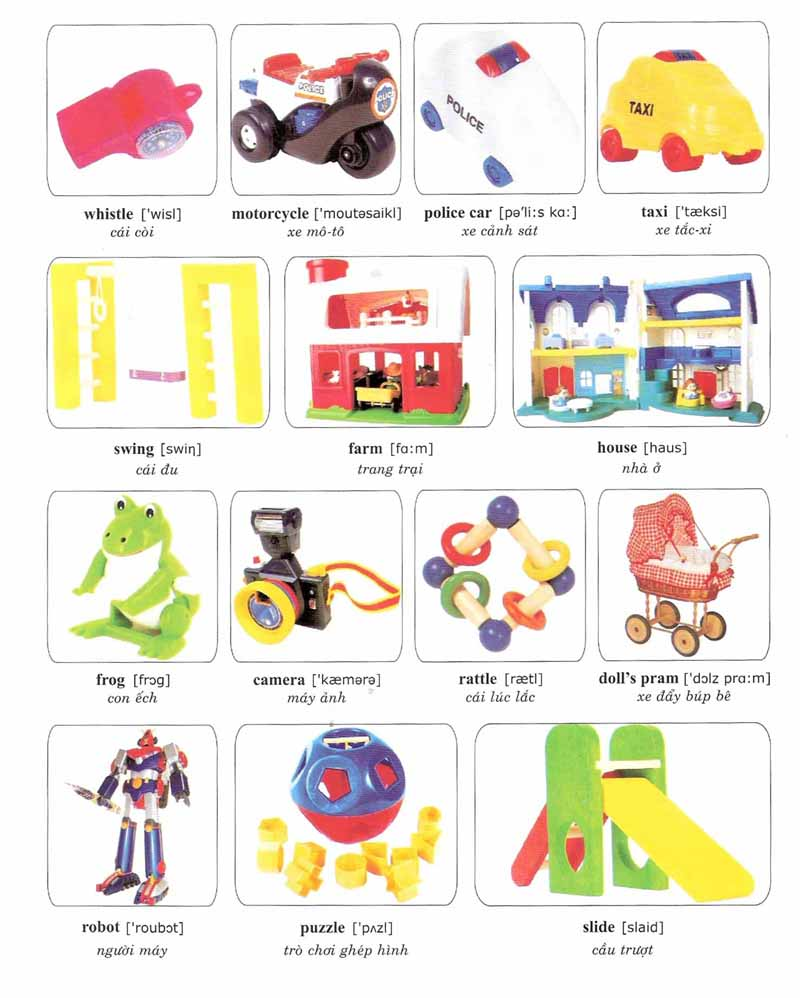 POLICE
POLICE
TAXI
TAXI
whistle ['wisl]
cái còi
motorcycle ['moutəsaikl]
xe mô-tô
police car [pə'li:s kɑ:]
xe cảnh sát
taxi ['tæksi]
xe tắc-xi
swing [swiη]
cái đu
farm [fɑ:m]
trang trại
house [haus]
nhà ở
frog [frɔg]
con ếch
camera ['kæmərə]
máy ảnh
rattle [rætl]
cái lúc lắc
doll's pram ['dɔlz prɑ:m]
xe đẩy búp bê
robot ['roubɔt]
người máy
puzzle ['pʌzl]
trò chơi ghép hình
slide [slaid]
cầu trượt